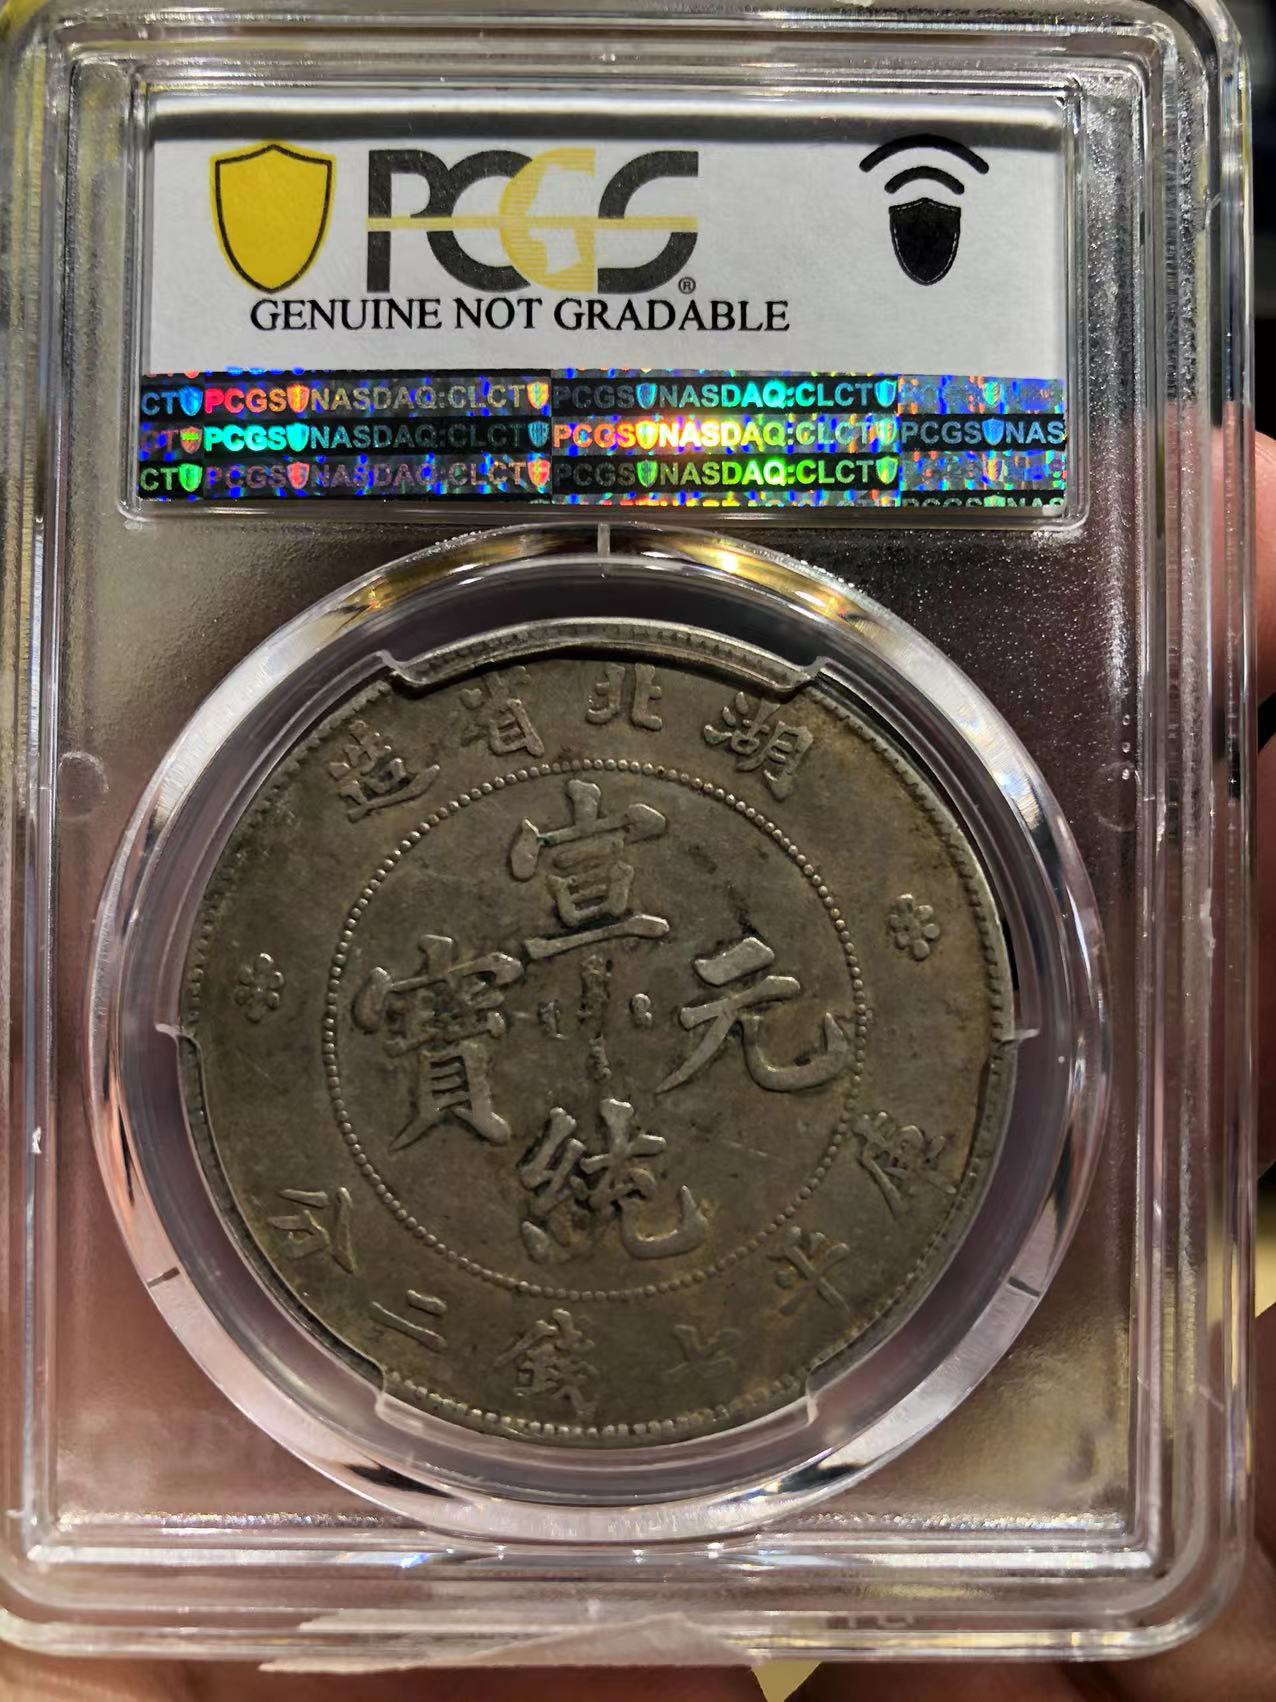 PCGS®
GENUINE NOT GRADABLE
CT PCGS NASDAQ:CLCT PCGS NASDAQ:CLCT PCGS
CT PCGS NASDAQ:CLCT PCGS NASDAQ:CLCT PCGS NAS
CT PCGS NASDAQ:CLCT PCGS NASDAQ:CLCT
造省北湖
宣
寶 元
統
庫平七錢二分